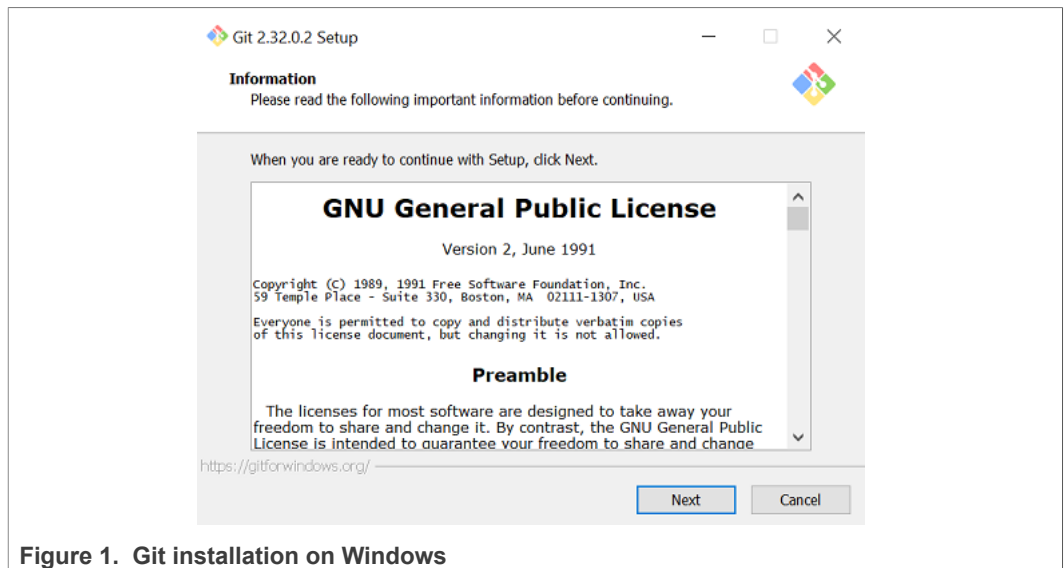 Git 2.32.0.2 Setup
Information
Please read the following important information before continuing.
When you are ready to continue with Setup, click Next.
GNU General Public License
Version 2, June 1991
Copyright (C) 1989, 1991 Free Software Foundation, Inc.
59 Temple Place - Suite 330, Boston, MA  02111-1307, USA
Everyone is permitted to copy and distribute verbatim copies
of this license document, but changing it is not allowed.
Preamble
The licenses for most software are designed to take away your
freedom to share and change it. By contrast, the GNU General Public
License is intended to guarantee your freedom to share and change
https://gitforwindows.org/
Next Cancel
Figure 1. Git installation on Windows